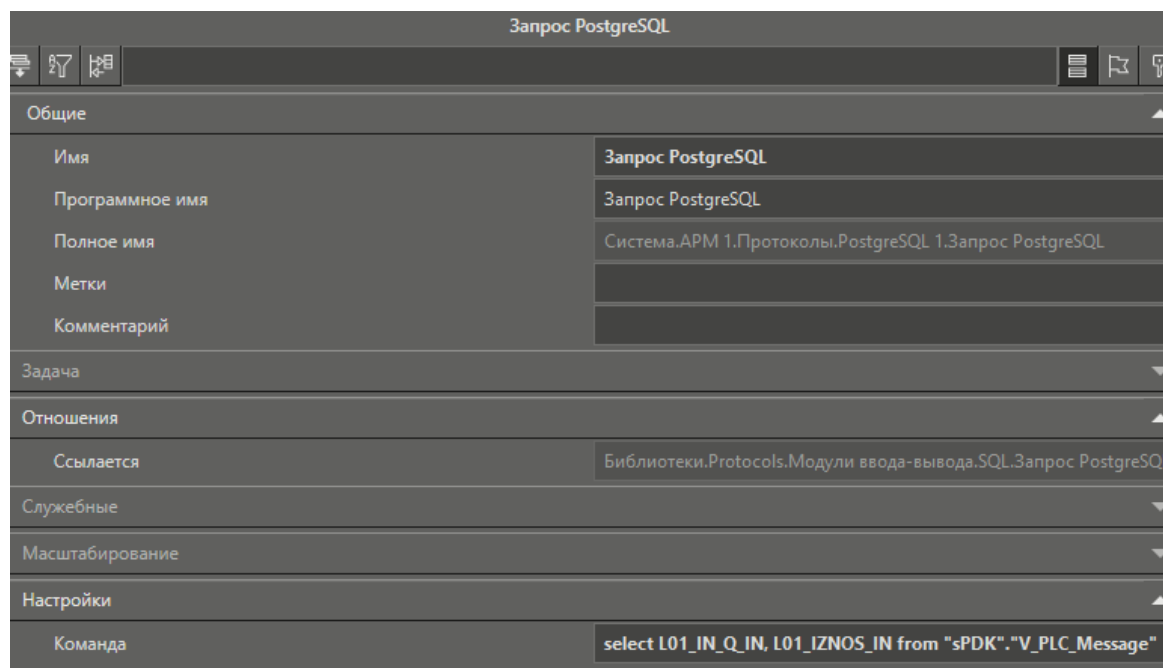 Запрос PostgreSQL
Общие
Имя Запрос PostgreSQL
Программное имя Запрос PostgreSQL
Полное имя Система.АРМ 1.Протоколы.PostgreSQL 1.Запрос PostgreSQL
Метки
Комментарий
Задача
Отношения
Ссылается Библиотеки.Protocols.Модули ввода-вывода.SQL.Запрос PostgreSQ
Служебные
Масштабирование
Настройки
Команда select L01_IN_Q_IN, L01_IZNOS_IN from "sPDK"."V_PLC_Message"